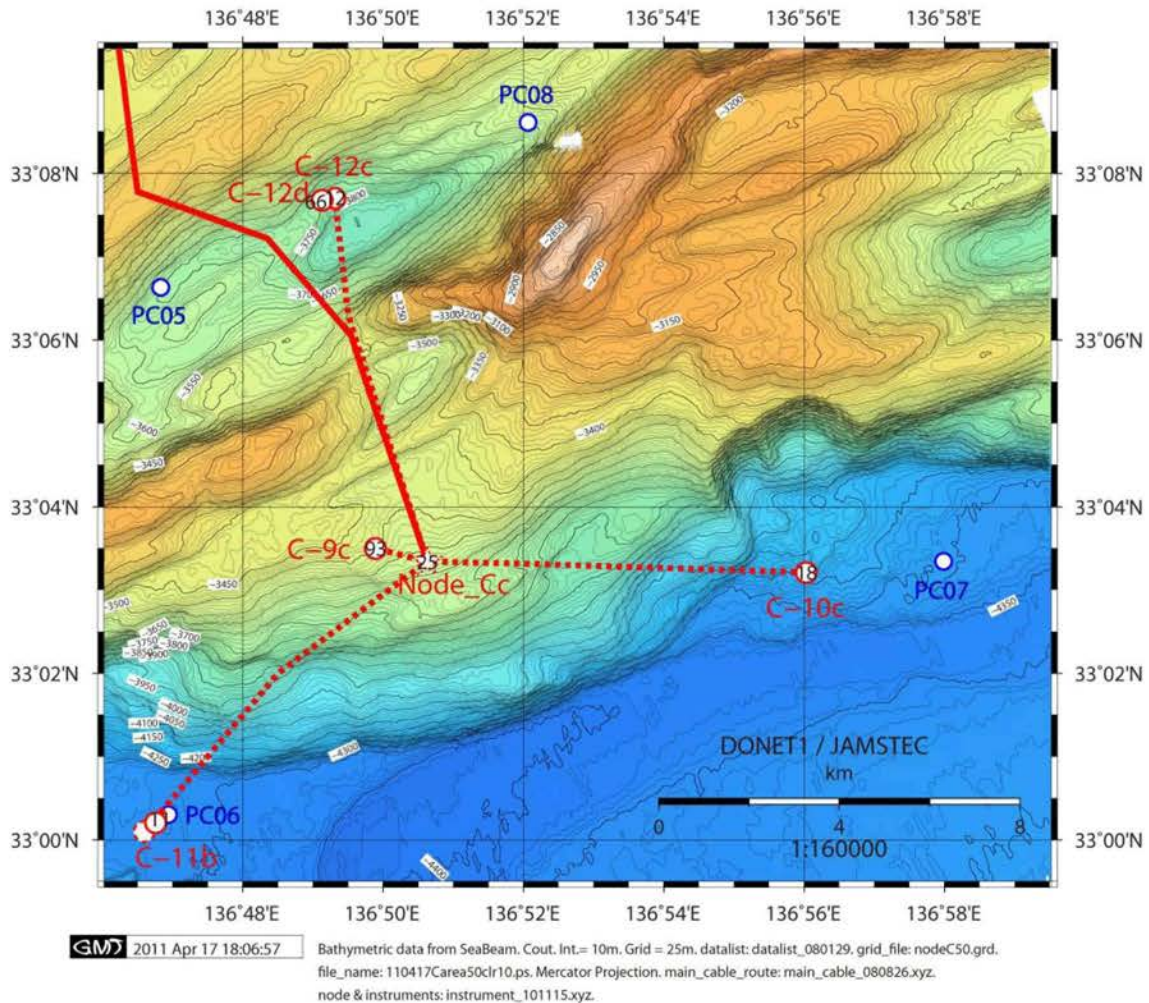 136°48'E 136°50'E 136°52'E 136°54'E 136°56'E 136°58'E
-3200
PC08
33°08'N 33°08'N
C-12c
C-12d
66 2 -3800
-3750
-2850
-2950
-2900
PC05
-3250
-3300 -3200
-3100
-3150
33°06'N 33°06'N
-3500
-3350
-3550
-3600
-3400
-3450
33°04'N 33°04'N
C-9c 93 25
Node_Cc
18
C-10c
PC07
-4350
-3450
-3500
-3650
-3700
-3750
-3800
-3850
-3900
33°02'N 33°02'N
-3950
-4000
-4050
-4100
-4150
-4250
-4300
DONET1 / JAMSTEC
km
0 4 8
1:160000
PC06
33°00'N 33°00'N
C-11b
-4400
136°48'E 136°50'E 136°52'E 136°54'E 136°56'E 136°58'E
GMT 2011 Apr 17 18:06:57
Bathymetric data from SeaBeam. Cout. Int.= 10m. Grid = 25m. datalist: datalist_080129. grid_file: nodeC50.grd.
file_name: 110417Carea50clr10.ps. Mercator Projection. main_cable_route: main_cable_080826.xyz.
node & instruments: instrument_101115.xyz.